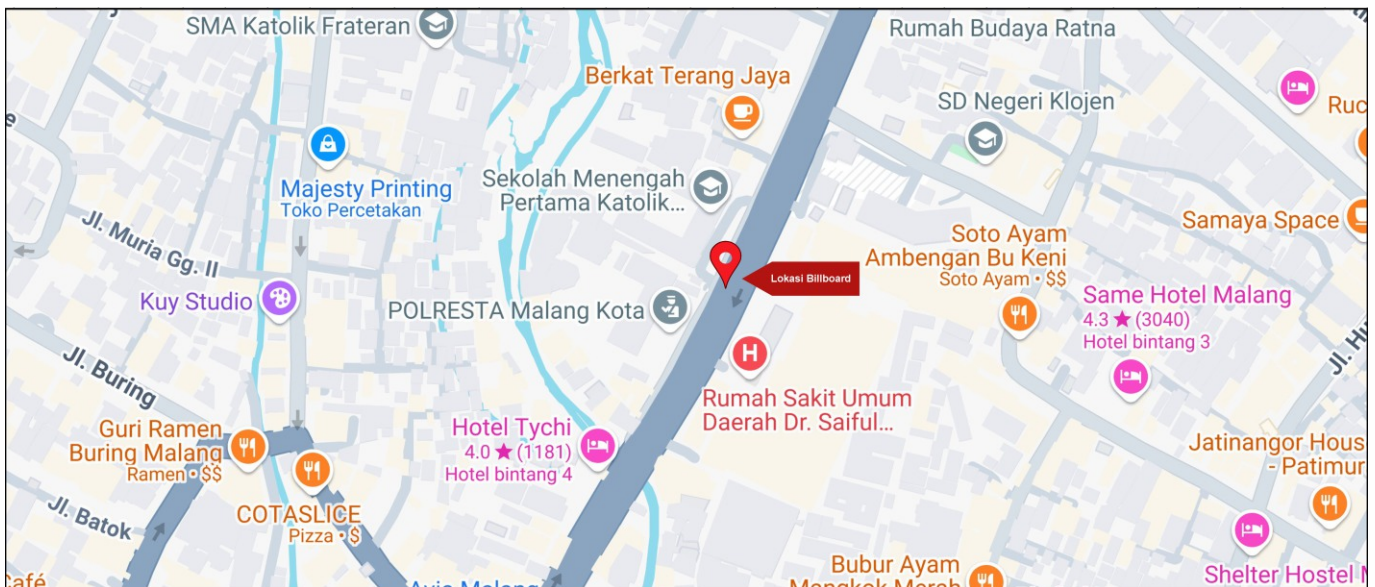 SMA Katolik Frateran
Rumah Budaya Ratna
Berkat Terang Jaya
SD Negeri Klojen
Ruc
Majesty Printing
Toko Percetakan
Sekolah Menengah
Pertama Katolik...
Samaya Space
Jl. Muria Gg. II
Soto Ayam
Ambengan Bu Keni
Soto Ayam • $$
Lokasi Billboard
Kuy Studio
POLRESTA Malang Kota
Same Hotel Malang
4.3 ★ (3040)
Hotel bintang 3
H
Jl. Buring
Rumah Sakit Umum
Daerah Dr. Saiful...
Guri Ramen
Buring Malang
Ramen • $$
Hotel Tychi
4.0 ★ (1181)
Hotel bintang 4
Jatinangor Hous
- Patimur
Jl. Batok
COTASLICE
Pizza • $
Bubur Ayam
Shelter Hostel